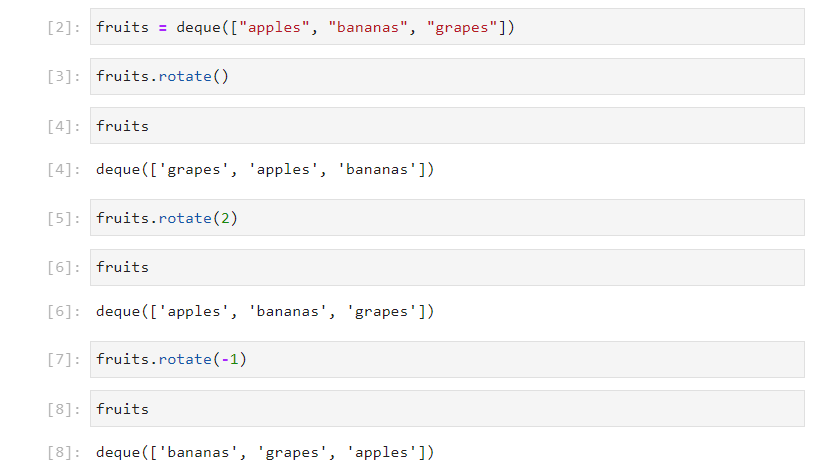 [2]: fruits = deque(["apples", "bananas", "grapes"])
[3]: fruits.rotate()
[4]: fruits
[4]: deque(['grapes', 'apples', 'bananas'])
[5]: fruits.rotate(2)
[6]: fruits
[6]: deque(['apples', 'bananas', 'grapes'])
[7]: fruits.rotate(-1)
[8]: fruits
[8]: deque(['bananas', 'grapes', 'apples'])